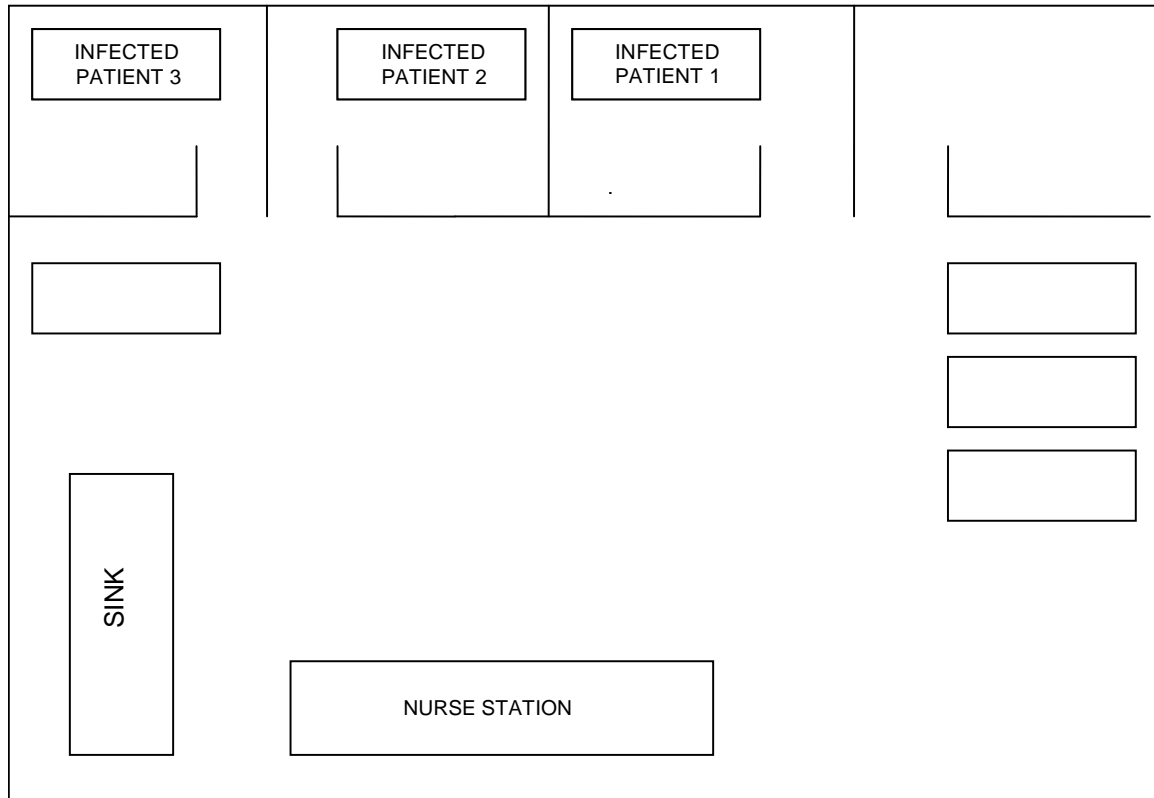 INFECTED
PATIENT 3
INFECTED
PATIENT 2
INFECTED
PATIENT 1
SINK
NURSE STATION